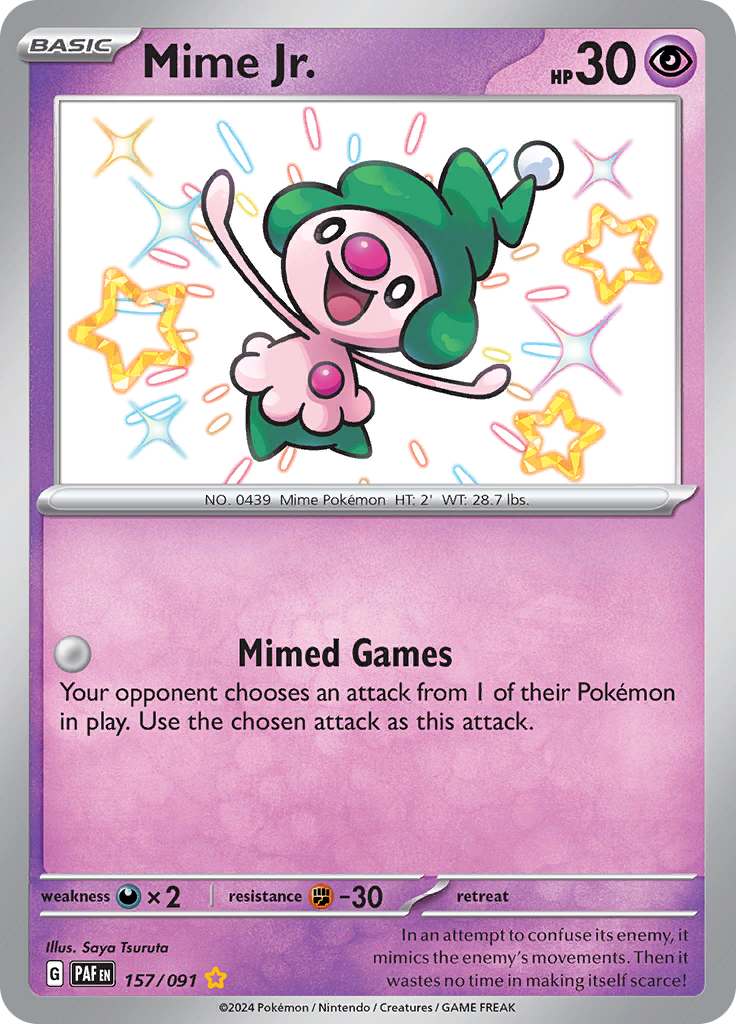 BASIC
Mime Jr.
HP 30
NO. 0439 Mime Pokémon HT: 2' WT: 28.7 lbs.
Mimed Games
Your opponent chooses an attack from 1 of their Pokémon
in play. Use the chosen attack as this attack.
weakness ×2 resistance -30 retreat
Illus. Saya Tsuruta
G PAF EN 157/091
In an attempt to confuse its enemy, it
mimics the enemy's movements. Then it
wastes no time in making itself scarce!
©2024 Pokémon / Nintendo / Creatures / GAME FREAK